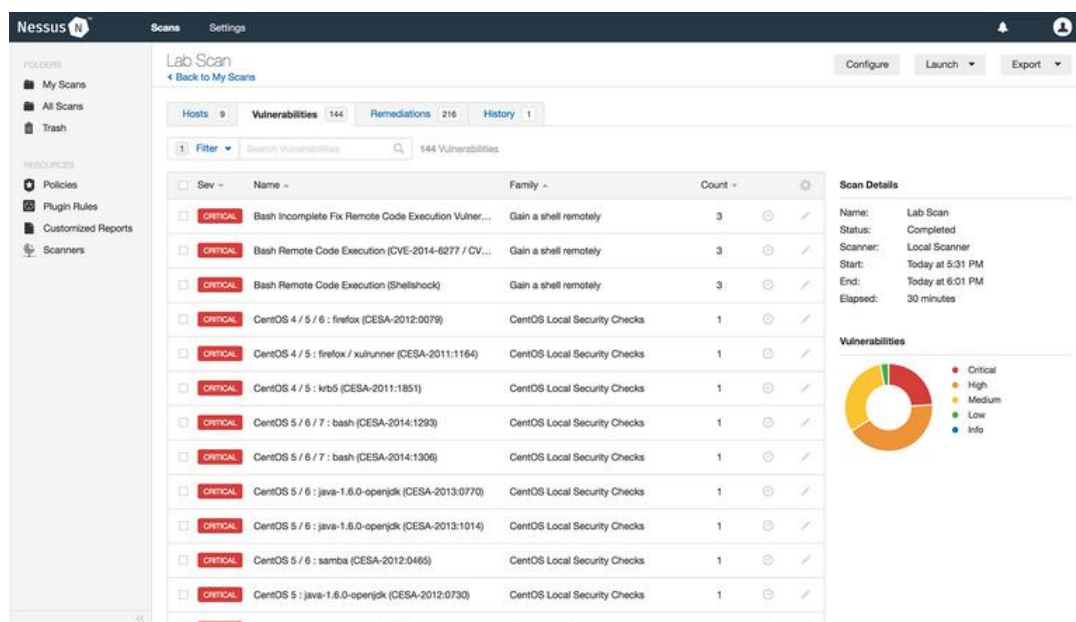 Nessus N
Scans Settings
FOLDERS
My Scans
All Scans
Trash
RESOURCES
Policies
Plugin Rules
Customized Reports
Scanners
Lab Scan
Back to My Scans
Configure Launch Export
Hosts 9 Vulnerabilities 144 Remediations 216 History 1
1 Filter Search Vulnerabilities 144 Vulnerabilities
Sev Name Family Count
CRITICAL Bash Incomplete Fix Remote Code Execution Vulner... Gain a shell remotely 3
CRITICAL Bash Remote Code Execution (CVE-2014-6277 / CV... Gain a shell remotely 3
CRITICAL Bash Remote Code Execution (Shellshock) Gain a shell remotely 3
CRITICAL CentOS 4 / 5 / 6 : firefox (CESA-2012:0079) CentOS Local Security Checks 1
CRITICAL CentOS 4 / 5 : firefox / xulrunner (CESA-2011:1164) CentOS Local Security Checks 1
CRITICAL CentOS 4 / 5 : krb5 (CESA-2011:1851) CentOS Local Security Checks 1
CRITICAL CentOS 5 / 6 / 7 : bash (CESA-2014:1293) CentOS Local Security Checks 1
CRITICAL CentOS 5 / 6 / 7 : bash (CESA-2014:1306) CentOS Local Security Checks 1
CRITICAL CentOS 5 / 6 : java-1.6.0-openjdk (CESA-2013:0770) CentOS Local Security Checks 1
CRITICAL CentOS 5 / 6 : java-1.6.0-openjdk (CESA-2013:1014) CentOS Local Security Checks 1
CRITICAL CentOS 5 / 6 : samba (CESA-2012:0465) CentOS Local Security Checks 1
CRITICAL CentOS 5 : java-1.6.0-openjdk (CESA-2012:0730) CentOS Local Security Checks 1
Scan Details
Name: Lab Scan
Status: Completed
Scanner: Local Scanner
Start: Today at 5:31 PM
End: Today at 6:01 PM
Elapsed: 30 minutes
Vulnerabilities
Critical
High
Medium
Low
Info